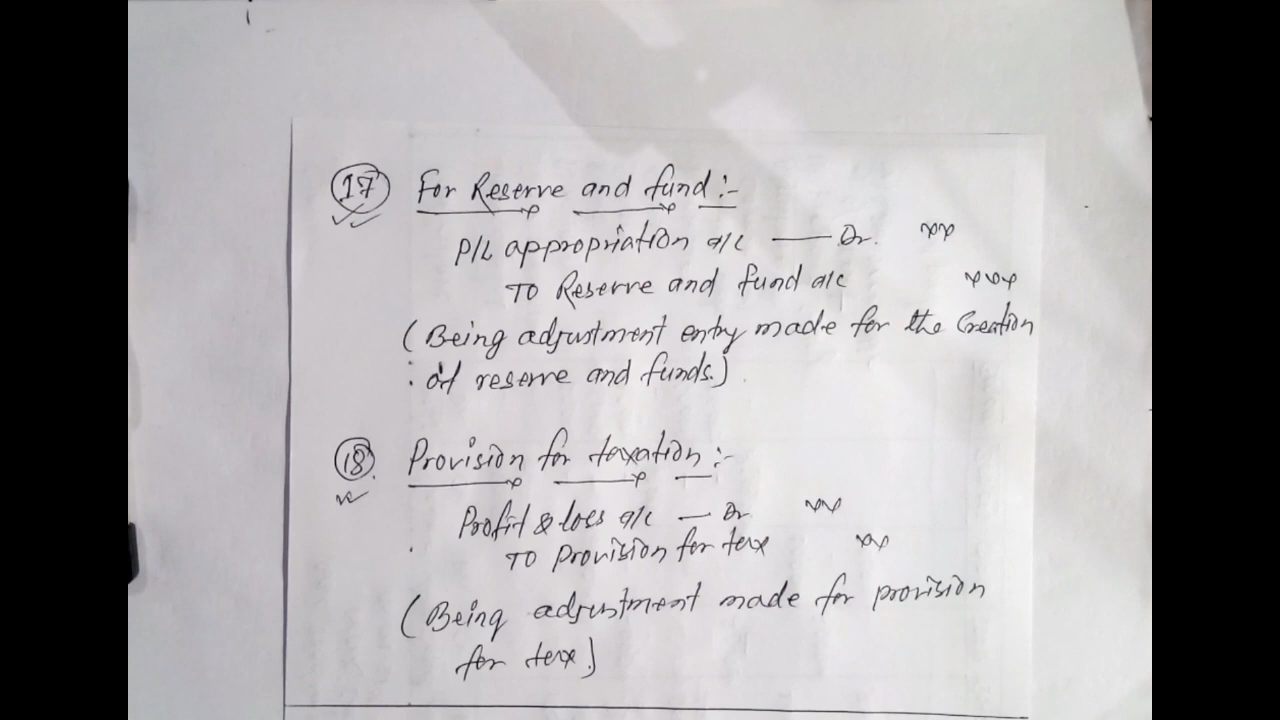 17 For Reserve and fund :-
P/L appropriation a/c —— Dr. xx
To Reserve and fund a/c xxx
(Being adjustment entry made for the Creation
of reserve and funds.)
18. Provision for taxation :-
Profit & loss a/c — Dr xx
To Provision for tax xx
(Being adjustment made for provision
for tax.)